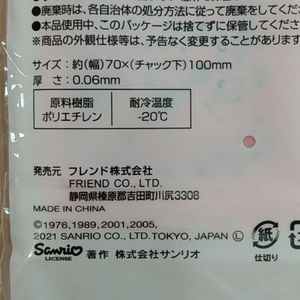 ●廃棄時は、各自治体の処分方法に従って廃棄をしてくだ
●本品使用中は、このパッケージは捨てずに保管してくださ
※商品の外観仕様等は、予告なく変更することがあります
サイズ：約(幅)70×(チャック下)100mm
厚さ：0.06mm
原料樹脂 耐冷温度
ポリエチレン -20℃
発売元 フレンド株式会社
FRIEND CO., LTD.
静岡県榛原郡吉田町川尻3308
MADE IN CHINA
©1976,1989,2001,2005,
2021 SANRIO CO.,LTD.TOKYO, JAPAN Ⓛ
Sanrio
LICENSE
著作 株式会社サンリオ
紙
仕切り